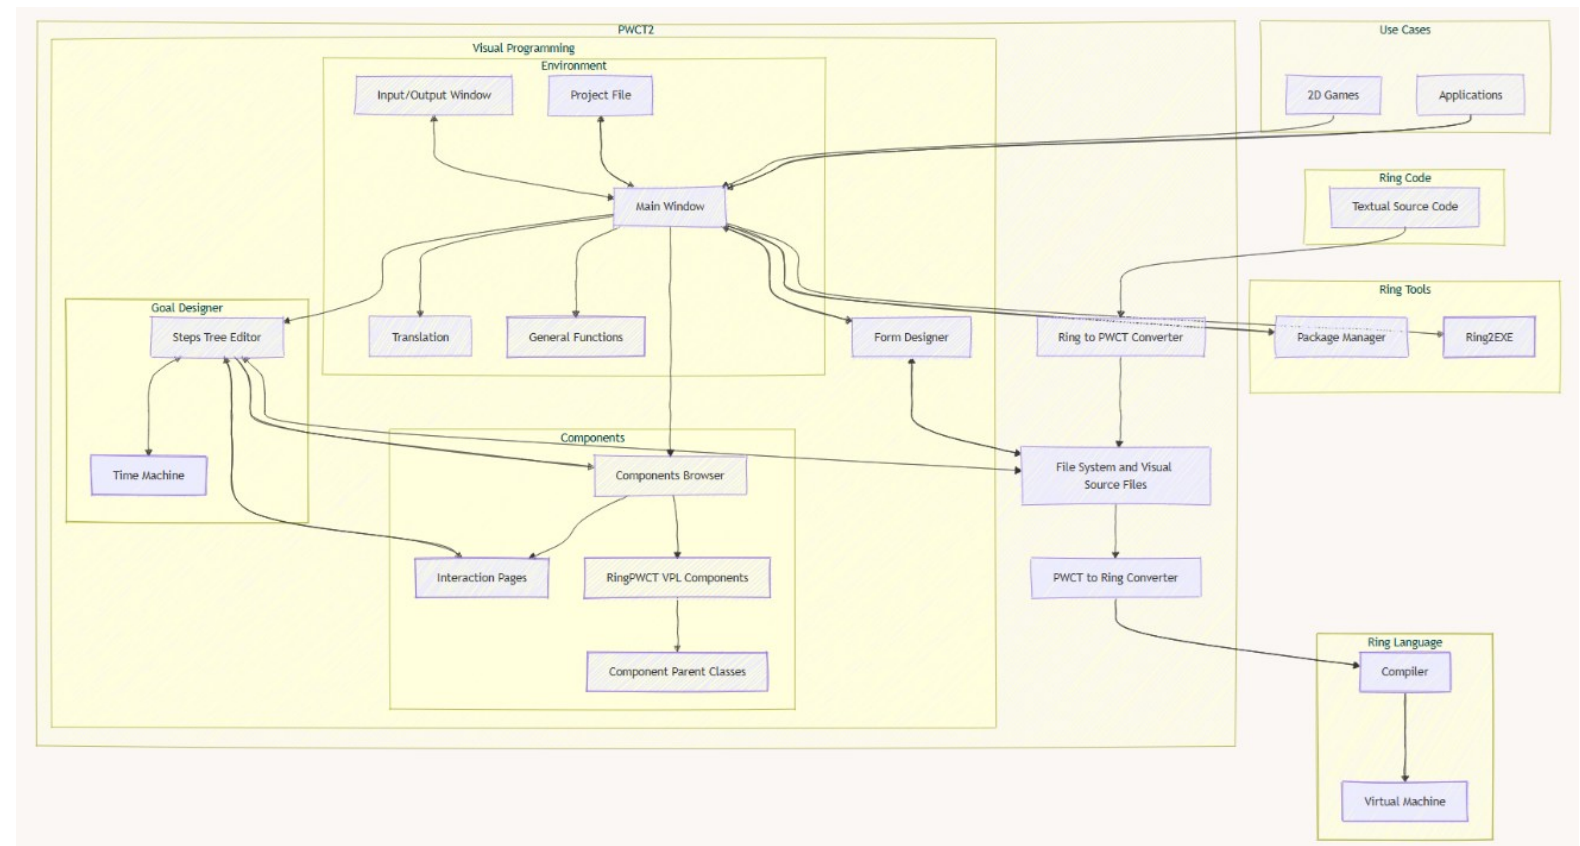 PWCT2
Use Cases
Visual Programming
Environment
Input/Output Window
Project File
2D Games
Applications
Ring Code
Main Window
Textual Source Code
Ring Tools
Goal Designer
Steps Tree Editor
Translation
General Functions
Form Designer
Ring to PWCT Converter
Package Manager
Ring2EXE
Components
Time Machine
Components Browser
File System and Visual
Source Files
Interaction Pages
RingPWCT VPL Components
PWCT to Ring Converter
Ring Language
Component Parent Classes
Compiler
Virtual Machine